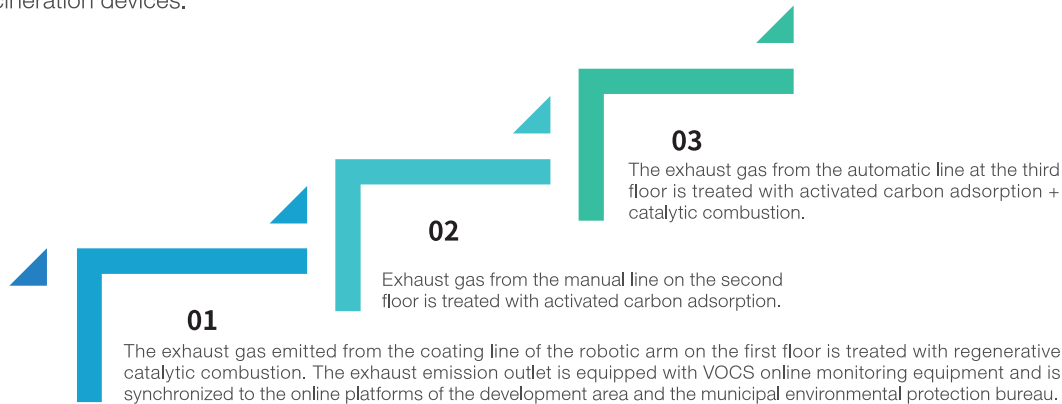 devices.
03
The exhaust gas from the automatic line at the third
floor is treated with activated carbon adsorption +
catalytic combustion.
02
Exhaust gas from the manual line on the second
floor is treated with activated carbon adsorption.
01
The exhaust gas emitted from the coating line of the robotic arm on the first floor is treated with regenerative
catalytic combustion. The exhaust emission outlet is equipped with VOCS online monitoring equipment and is
synchronized to the online platforms of the development area and the municipal environmental protection bureau.